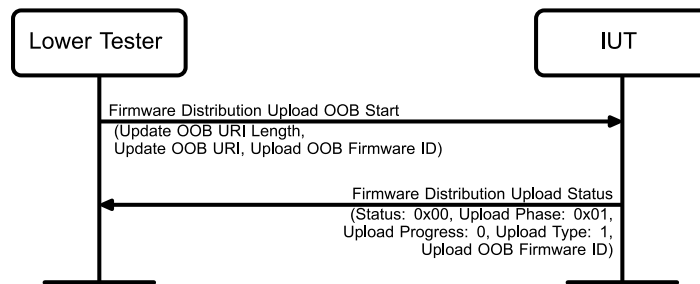 Lower Tester
IUT
Firmware Distribution Upload OOB Start
(Update OOB URI Length,
Update OOB URI, Upload OOB Firmware ID)
Firmware Distribution Upload Status
(Status: 0x00, Upload Phase: 0x01,
Upload Progress: 0, Upload Type: 1,
Upload OOB Firmware ID)